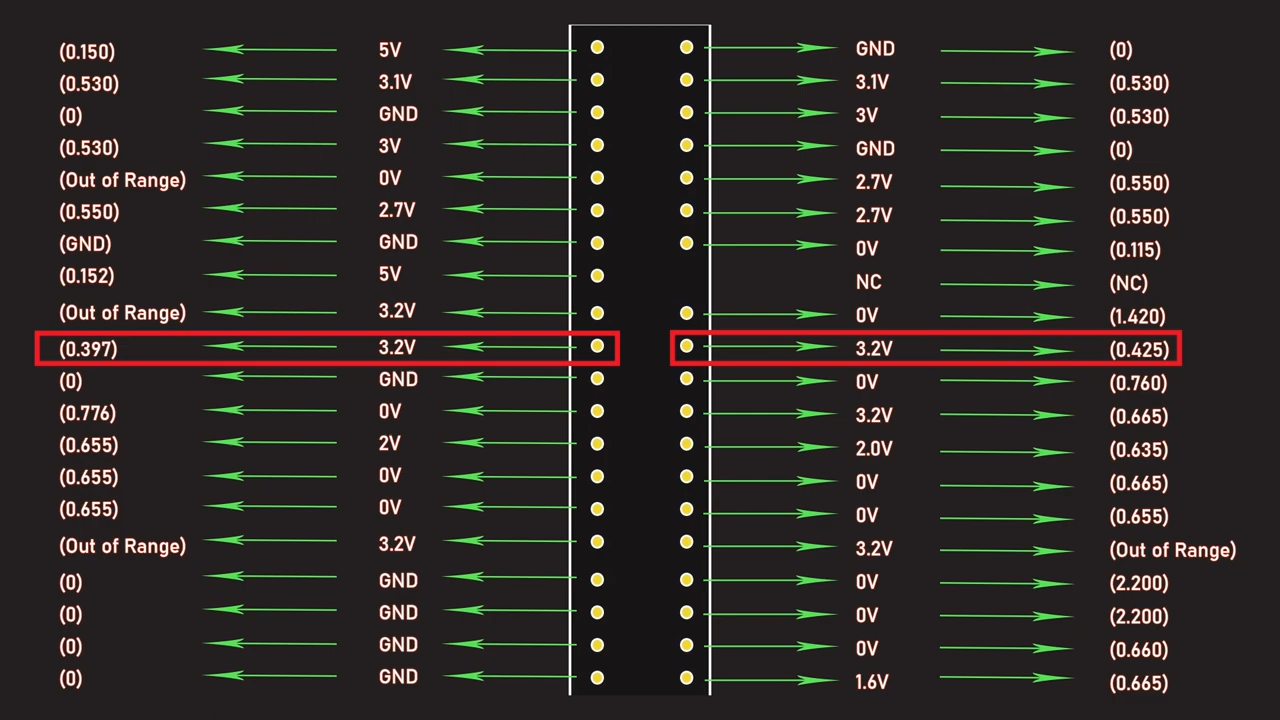 (0.150) 5V GND (0)
(0.530) 3.1V 3.1V (0.530)
(0) GND 3V (0.530)
(0.530) 3V GND (0)
(Out of Range) 0V 2.7V (0.550)
(0.550) 2.7V 2.7V (0.550)
(GND) GND 0V (0.115)
(0.152) 5V NC (NC)
(Out of Range) 3.2V 0V (1.420)
(0.397) 3.2V 3.2V (0.425)
(0) GND 0V (0.760)
(0.776) 0V 3.2V (0.665)
(0.655) 2V 2.0V (0.635)
(0.655) 0V 0V (0.665)
(0.655) 0V 0V (0.655)
(Out of Range) 3.2V 3.2V (Out of Range)
(0) GND 0V (2.200)
(0) GND 0V (2.200)
(0) GND 0V (0.660)
(0) GND 1.6V (0.665)